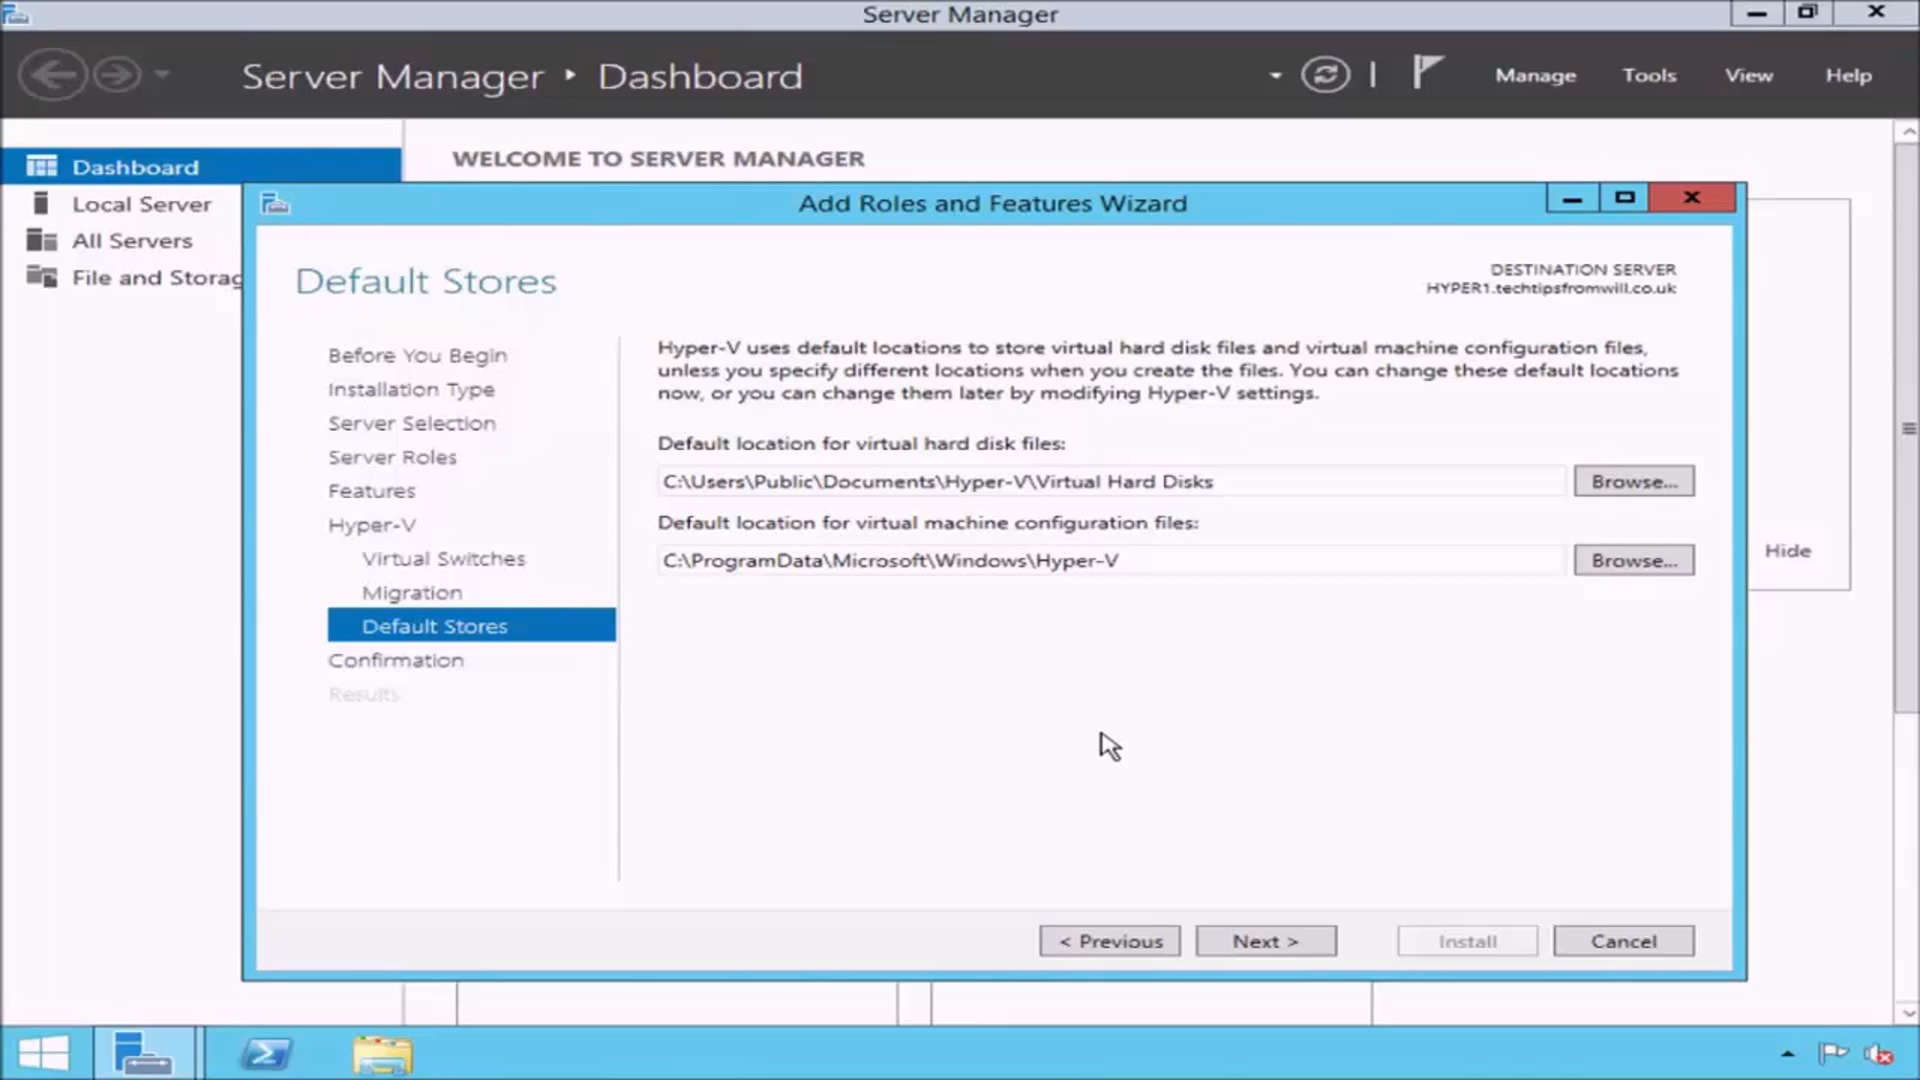 Server Manager
Server Manager • Dashboard
Manage
Tools
View
Help
Dashboard
Local Server
All Servers
File and Storag
WELCOME TO SERVER MANAGER
Add Roles and Features Wizard
Default Stores
DESTINATION SERVER
HYPER1.techtipsfromwill.co.uk
Before You Begin
Installation Type
Server Selection
Server Roles
Features
Hyper-V
Virtual Switches
Migration
Default Stores
Confirmation
Results
Hyper-V uses default locations to store virtual hard disk files and virtual machine configuration files,
unless you specify different locations when you create the files. You can change these default locations
now, or you can change them later by modifying Hyper-V settings.
Default location for virtual hard disk files:
C:\Users\Public\Documents\Hyper-V\Virtual Hard Disks
Browse...
Default location for virtual machine configuration files:
C:\ProgramData\Microsoft\Windows\Hyper-V
Browse...
Hide
< Previous
Next >
Install
Cancel